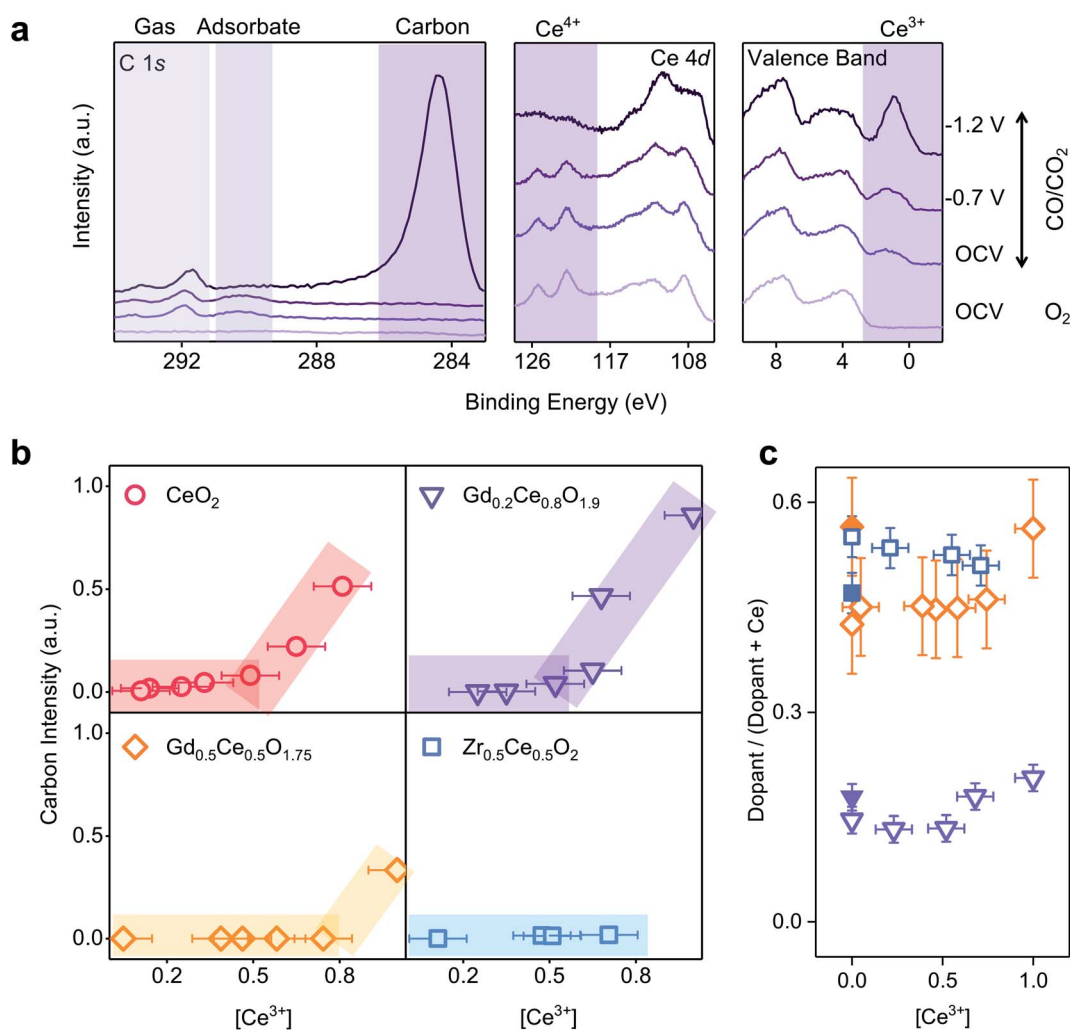 a
Gas Adsorbate Carbon
Ce⁴⁺
Ce³⁺
C 1s
Ce 4d
Valence Band
Intensity (a.u.)
-1.2 V
-0.7 V
OCV
OCV
CO/CO₂
O₂
292 288 284
126 117 108
8 4 0
Binding Energy (eV)
b
c
CeO₂
Gd₀.₂Ce₀.₈O₁.₉
Gd₀.₅Ce₀.₅O₁.₇₅
Zr₀.₅Ce₀.₅O₂
Carbon Intensity (a.u.)
1.0
0.5
0.0
1.0
0.5
0.0
0.2 0.5 0.8
0.2 0.5 0.8
[Ce³⁺]
[Ce³⁺]
Dopant / (Dopant + Ce)
0.6
0.3
0.0
0.0 0.5 1.0
[Ce³⁺]